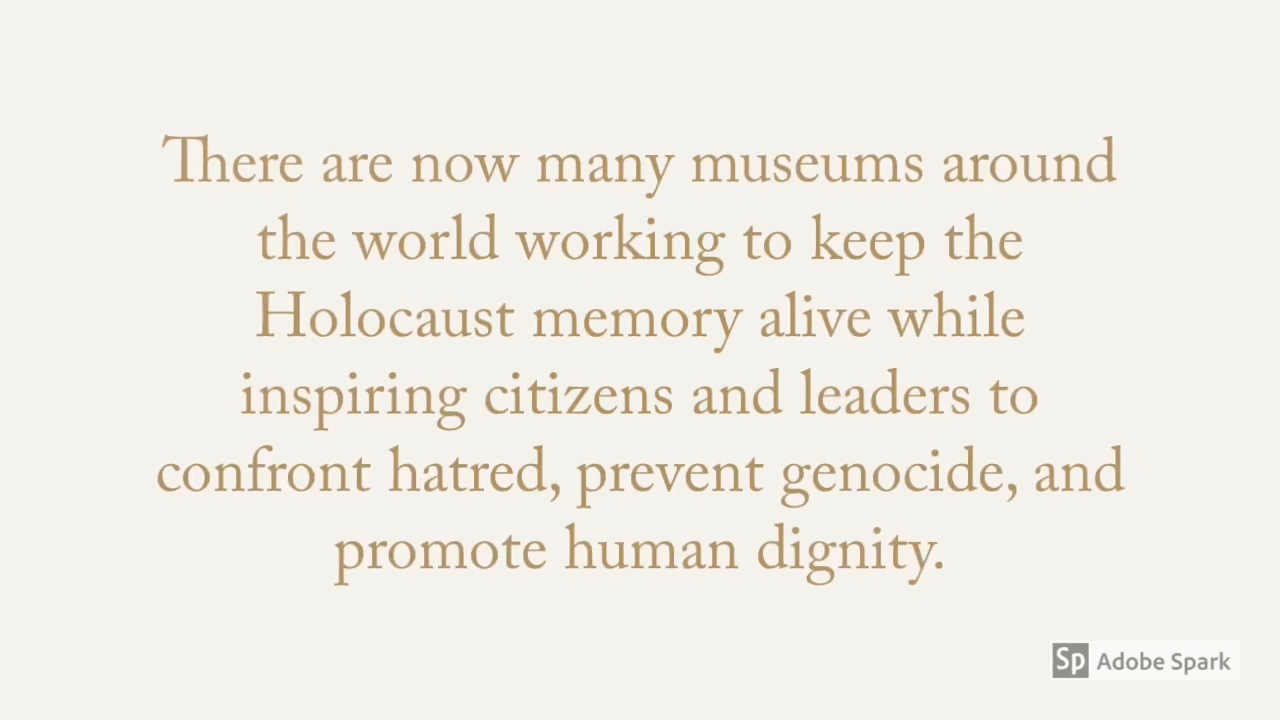 There are now many museums around
the world working to keep the
Holocaust memory alive while
inspiring citizens and leaders to
confront hatred, prevent genocide, and
promote human dignity.
Sp Adobe Spark